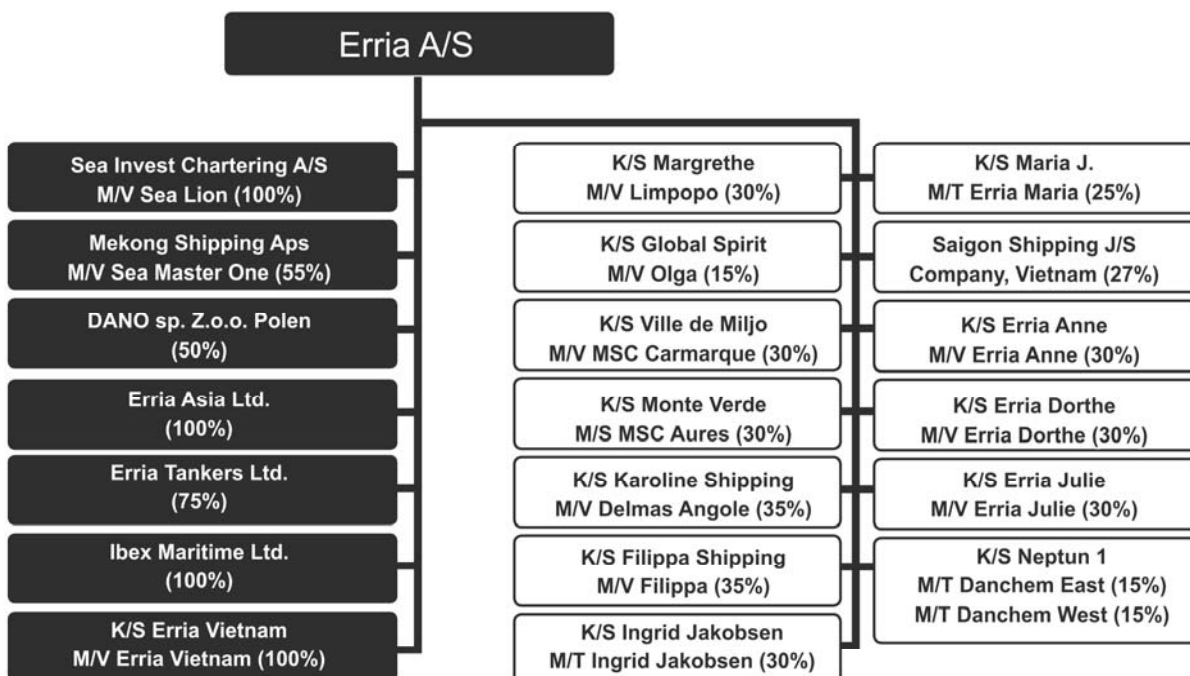 Erria A/S
Sea Invest Chartering A/S
M/V Sea Lion (100%)
Mekong Shipping Aps
M/V Sea Master One (55%)
DANO sp. Z.o.o. Polen
(50%)
Erria Asia Ltd.
(100%)
Erria Tankers Ltd.
(75%)
Ibex Maritime Ltd.
(100%)
K/S Erria Vietnam
M/V Erria Vietnam (100%)
K/S Margrethe
M/V Limpopo (30%)
K/S Global Spirit
M/V Olga (15%)
K/S Ville de Miljo
M/V MSC Carmarque (30%)
K/S Monte Verde
M/S MSC Aures (30%)
K/S Karoline Shipping
M/V Delmas Angole (35%)
K/S Filippa Shipping
M/V Filippa (35%)
K/S Ingrid Jakobsen
M/T Ingrid Jakobsen (30%)
K/S Maria J.
M/T Erria Maria (25%)
Saigon Shipping J/S
Company, Vietnam (27%)
K/S Erria Anne
M/V Erria Anne (30%)
K/S Erria Dorthe
M/V Erria Dorthe (30%)
K/S Erria Julie
M/V Erria Julie (30%)
K/S Neptun 1
M/T Danchem East (15%)
M/T Danchem West (15%)